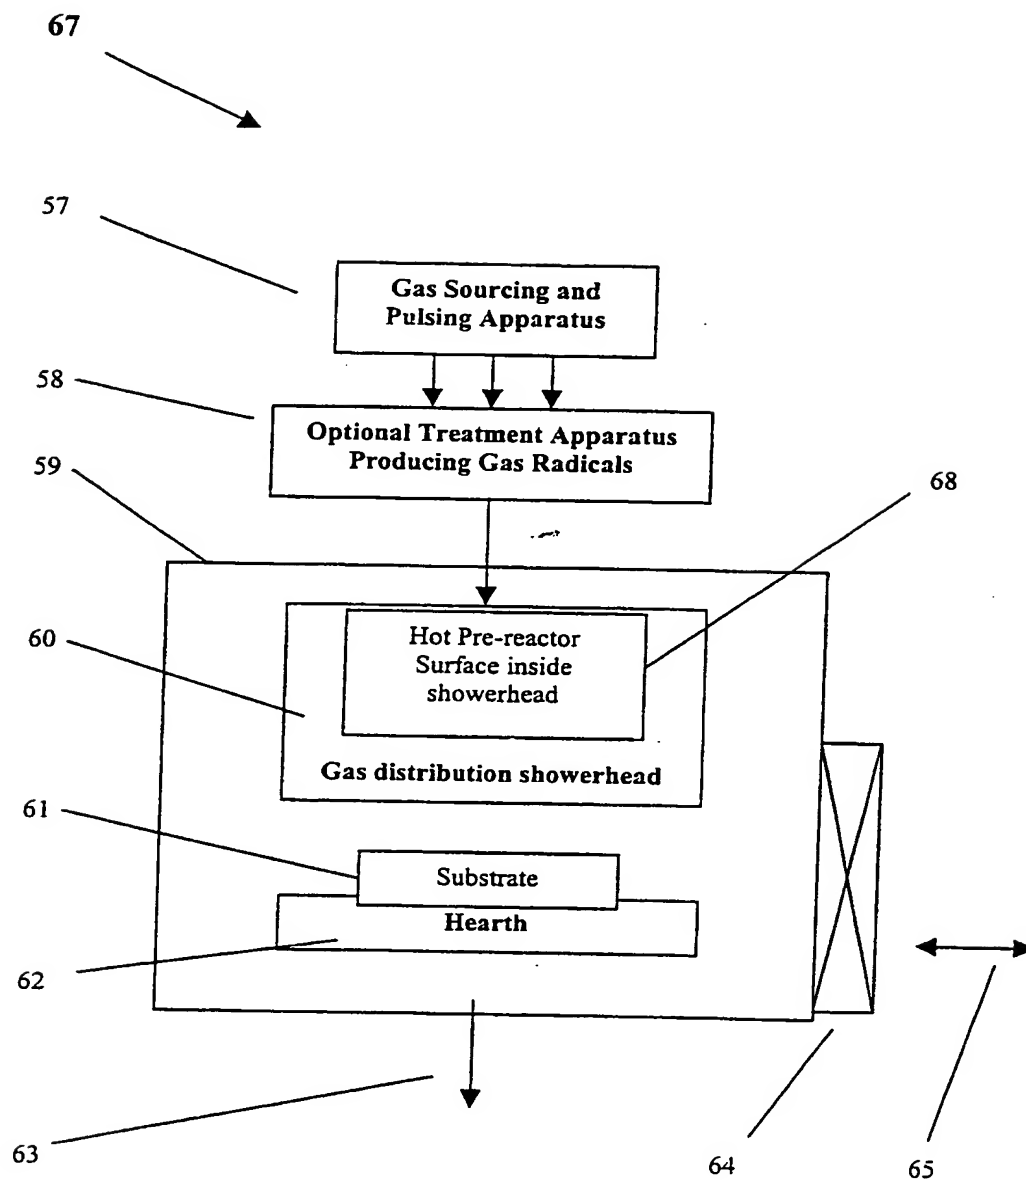 67
57
Gas Sourcing and
Pulsing Apparatus
58
Optional Treatment Apparatus
Producing Gas Radicals
59
68
60
Hot Pre-reactor
Surface inside
showerhead
Gas distribution showerhead
61
Substrate
Hearth
62
63
64
65